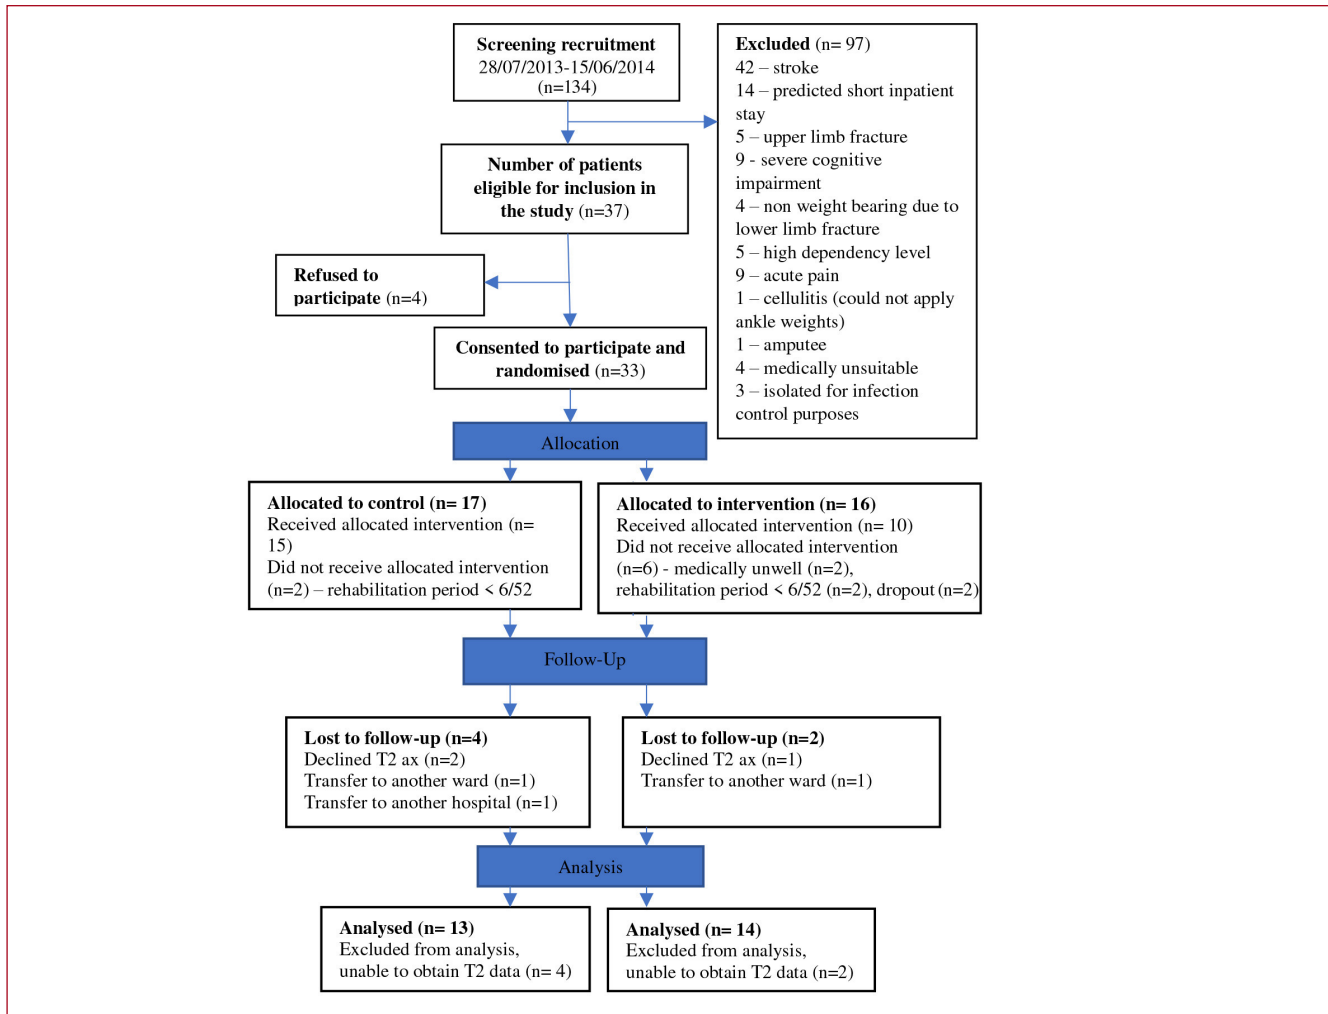 Screening recruitment
28/07/2013-15/06/2014
(n=134)
Excluded (n= 97)
42 – stroke
14 – predicted short inpatient
stay
5 – upper limb fracture
9 - severe cognitive
impairment
4 – non weight bearing due to
lower limb fracture
5 – high dependency level
9 – acute pain
1 – cellulitis (could not apply
ankle weights)
1 – amputee
4 – medically unsuitable
3 – isolated for infection
control purposes
Number of patients
eligible for inclusion in
the study (n=37)
Refused to
participate (n=4)
Consented to participate and
randomised (n=33)
Allocation
Allocated to control (n= 17)
Received allocated intervention (n=
15)
Did not receive allocated intervention
(n=2) – rehabilitation period < 6/52
Allocated to intervention (n= 16)
Received allocated intervention (n= 10)
Did not receive allocated intervention
(n=6) - medically unwell (n=2),
rehabilitation period < 6/52 (n=2), dropout (n=2)
Follow-Up
Lost to follow-up (n=4)
Declined T2 ax (n=2)
Transfer to another ward (n=1)
Transfer to another hospital (n=1)
Lost to follow-up (n=2)
Declined T2 ax (n=1)
Transfer to another ward (n=1)
Analysis
Analysed (n= 13)
Excluded from analysis,
unable to obtain T2 data (n= 4)
Analysed (n= 14)
Excluded from analysis,
unable to obtain T2 data (n=2)